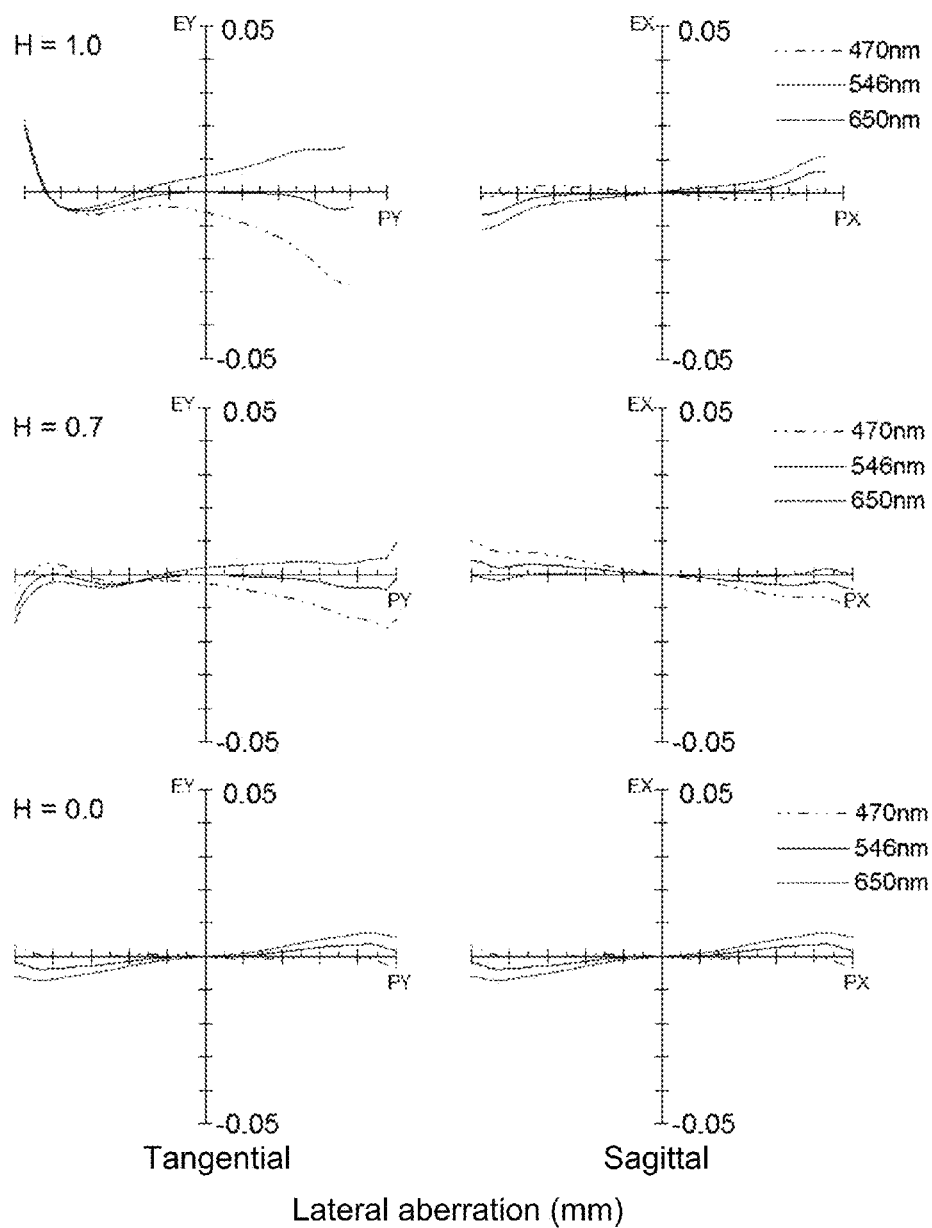 H = 1.0
EY 0.05
PY
-0.05
EX 0.05
470nm
546nm
650nm
PX
-0.05
H = 0.7
EY 0.05
PY
-0.05
EX 0.05
470nm
546nm
650nm
PX
-0.05
H = 0.0
EY 0.05
PY
-0.05
EX 0.05
470nm
546nm
650nm
PX
-0.05
Tangential
Sagittal
Lateral aberration (mm)